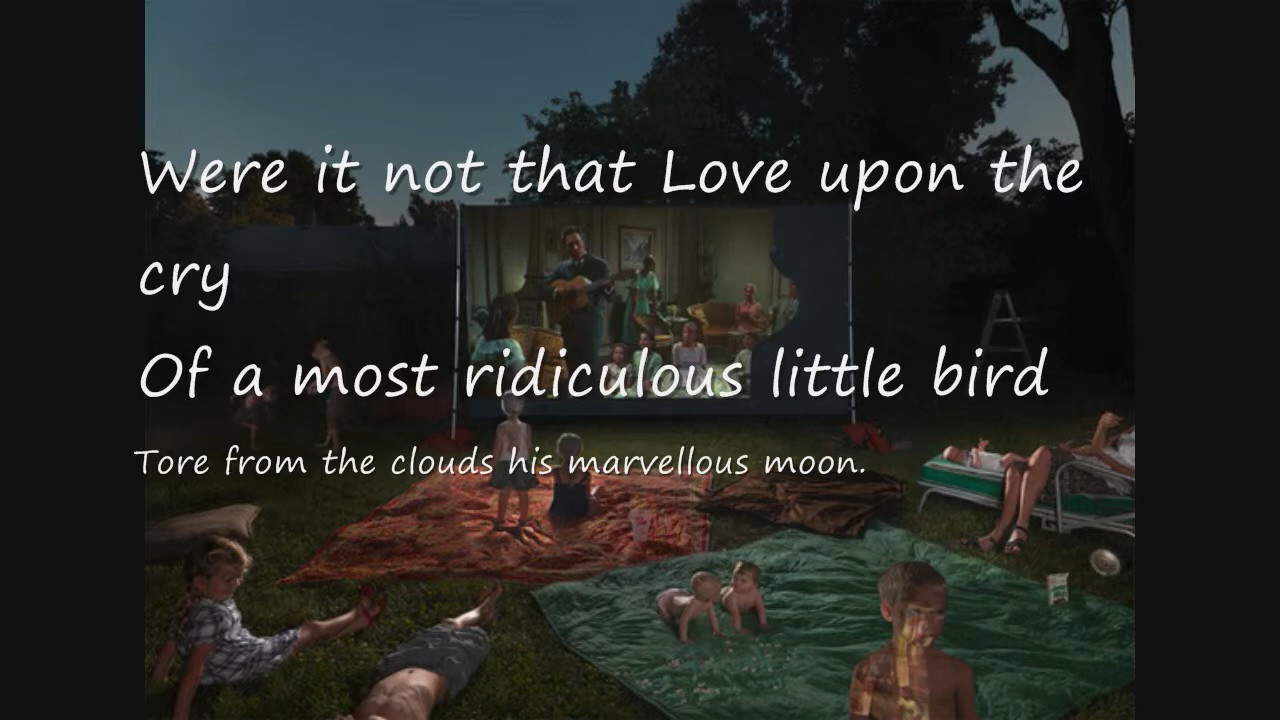 Were it not that Love upon the
cry
Of a most ridiculous little bird
Tore from the clouds his marvellous moon.